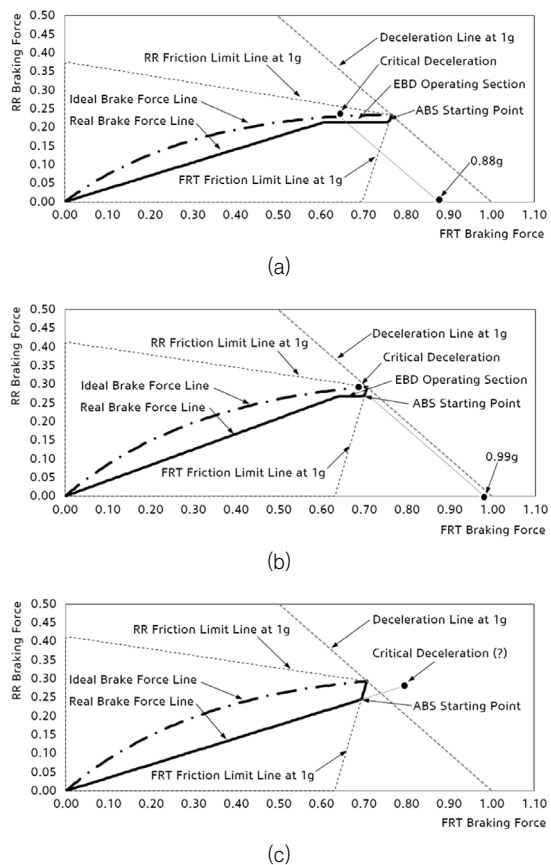 RR Braking Force
0.50
0.45
0.40
0.35
0.30
0.25
0.20
0.15
0.10
0.05
0.00
Deceleration Line at 1g
RR Friction Limit Line at 1g
Critical Deceleration
EBD Operating Section
Ideal Brake Force Line
ABS Starting Point
Real Brake Force Line
FRT Friction Limit Line at 1g
0.88g
0.00 0.10 0.20 0.30 0.40 0.50 0.60 0.70 0.80 0.90 1.00 1.10
FRT Braking Force
(a)
RR Braking Force
0.50
0.45
0.40
0.35
0.30
0.25
0.20
0.15
0.10
0.05
0.00
Deceleration Line at 1g
RR Friction Limit Line at 1g
Critical Deceleration
Ideal Brake Force Line
EBD Operating Section
Real Brake Force Line
ABS Starting Point
FRT Friction Limit Line at 1g
0.99g
0.00 0.10 0.20 0.30 0.40 0.50 0.60 0.70 0.80 0.90 1.00 1.10
FRT Braking Force
(b)
RR Braking Force
0.50
0.45
0.40
0.35
0.30
0.25
0.20
0.15
0.10
0.05
0.00
Deceleration Line at 1g
RR Friction Limit Line at 1g
Critical Deceleration (?)
Ideal Brake Force Line
Real Brake Force Line
ABS Starting Point
FRT Friction Limit Line at 1g
0.00 0.10 0.20 0.30 0.40 0.50 0.60 0.70 0.80 0.90 1.00 1.10
FRT Braking Force
(c)